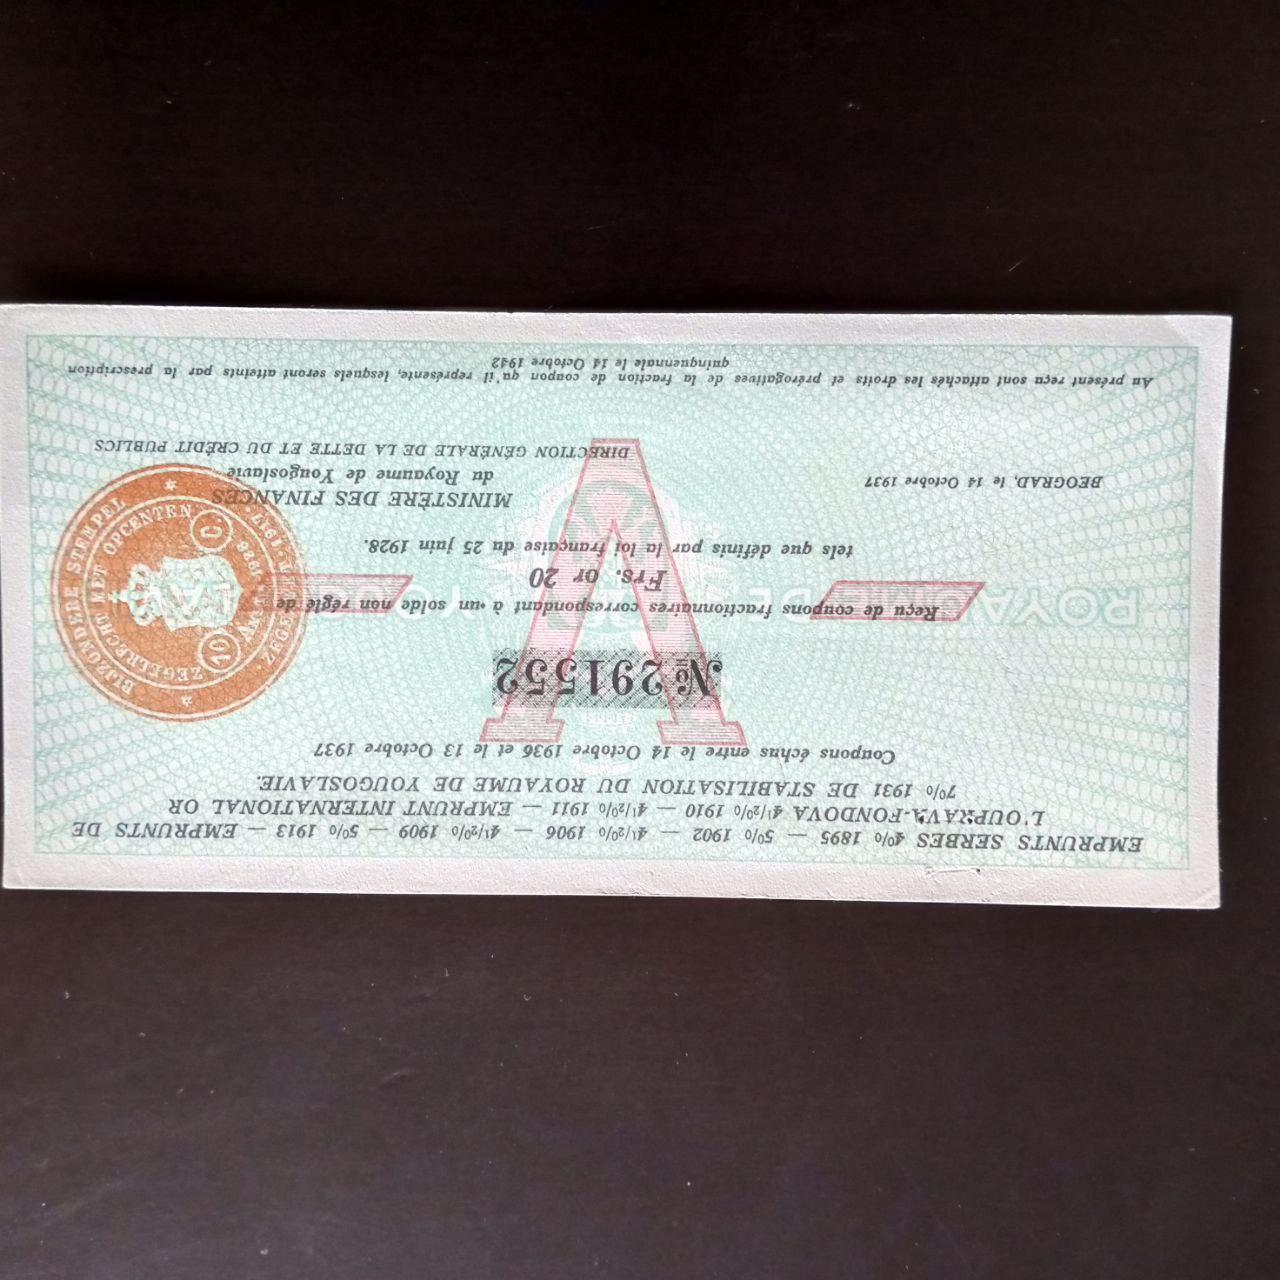 EMPRUNTS SERBES 4% 1895 — 5% 1902 — 4½% 1906 — 4½% 1909 — 5% 1913 — EMPRUNTS DE
L'OUPRAVA-FONDOVA 4½% 1910 — 4½% 1911 — EMPRUNT INTERNATIONAL OR
7% 1931 DE STABILISATION DU ROYAUME DE YOUGOSLAVIE.
Coupons échus entre le 14 Octobre 1936 et le 13 Octobre 1937
№ 291552
Reçu de coupons fractionnaires correspondant à un solde non réglé de
Frs. or 20
tels que définis par la loi française du 25 juin 1928.
BEOGRAD, le 14 Octobre 1937
MINISTÈRE DES FINANCES
du Royaume de Yougoslavie
DIRECTION GÉNÉRALE DE LA DETTE ET DU CRÉDIT PUBLICS
Au présent reçu sont attachés les droits et prérogatives de la fraction de coupon qu'il représente, lesquels seront atteints par la prescription
quinquennale le 14 Octobre 1942
A
BIJZONDERE STEMPEL
ZEGELRECHT MET OPCENTEN
10 C.